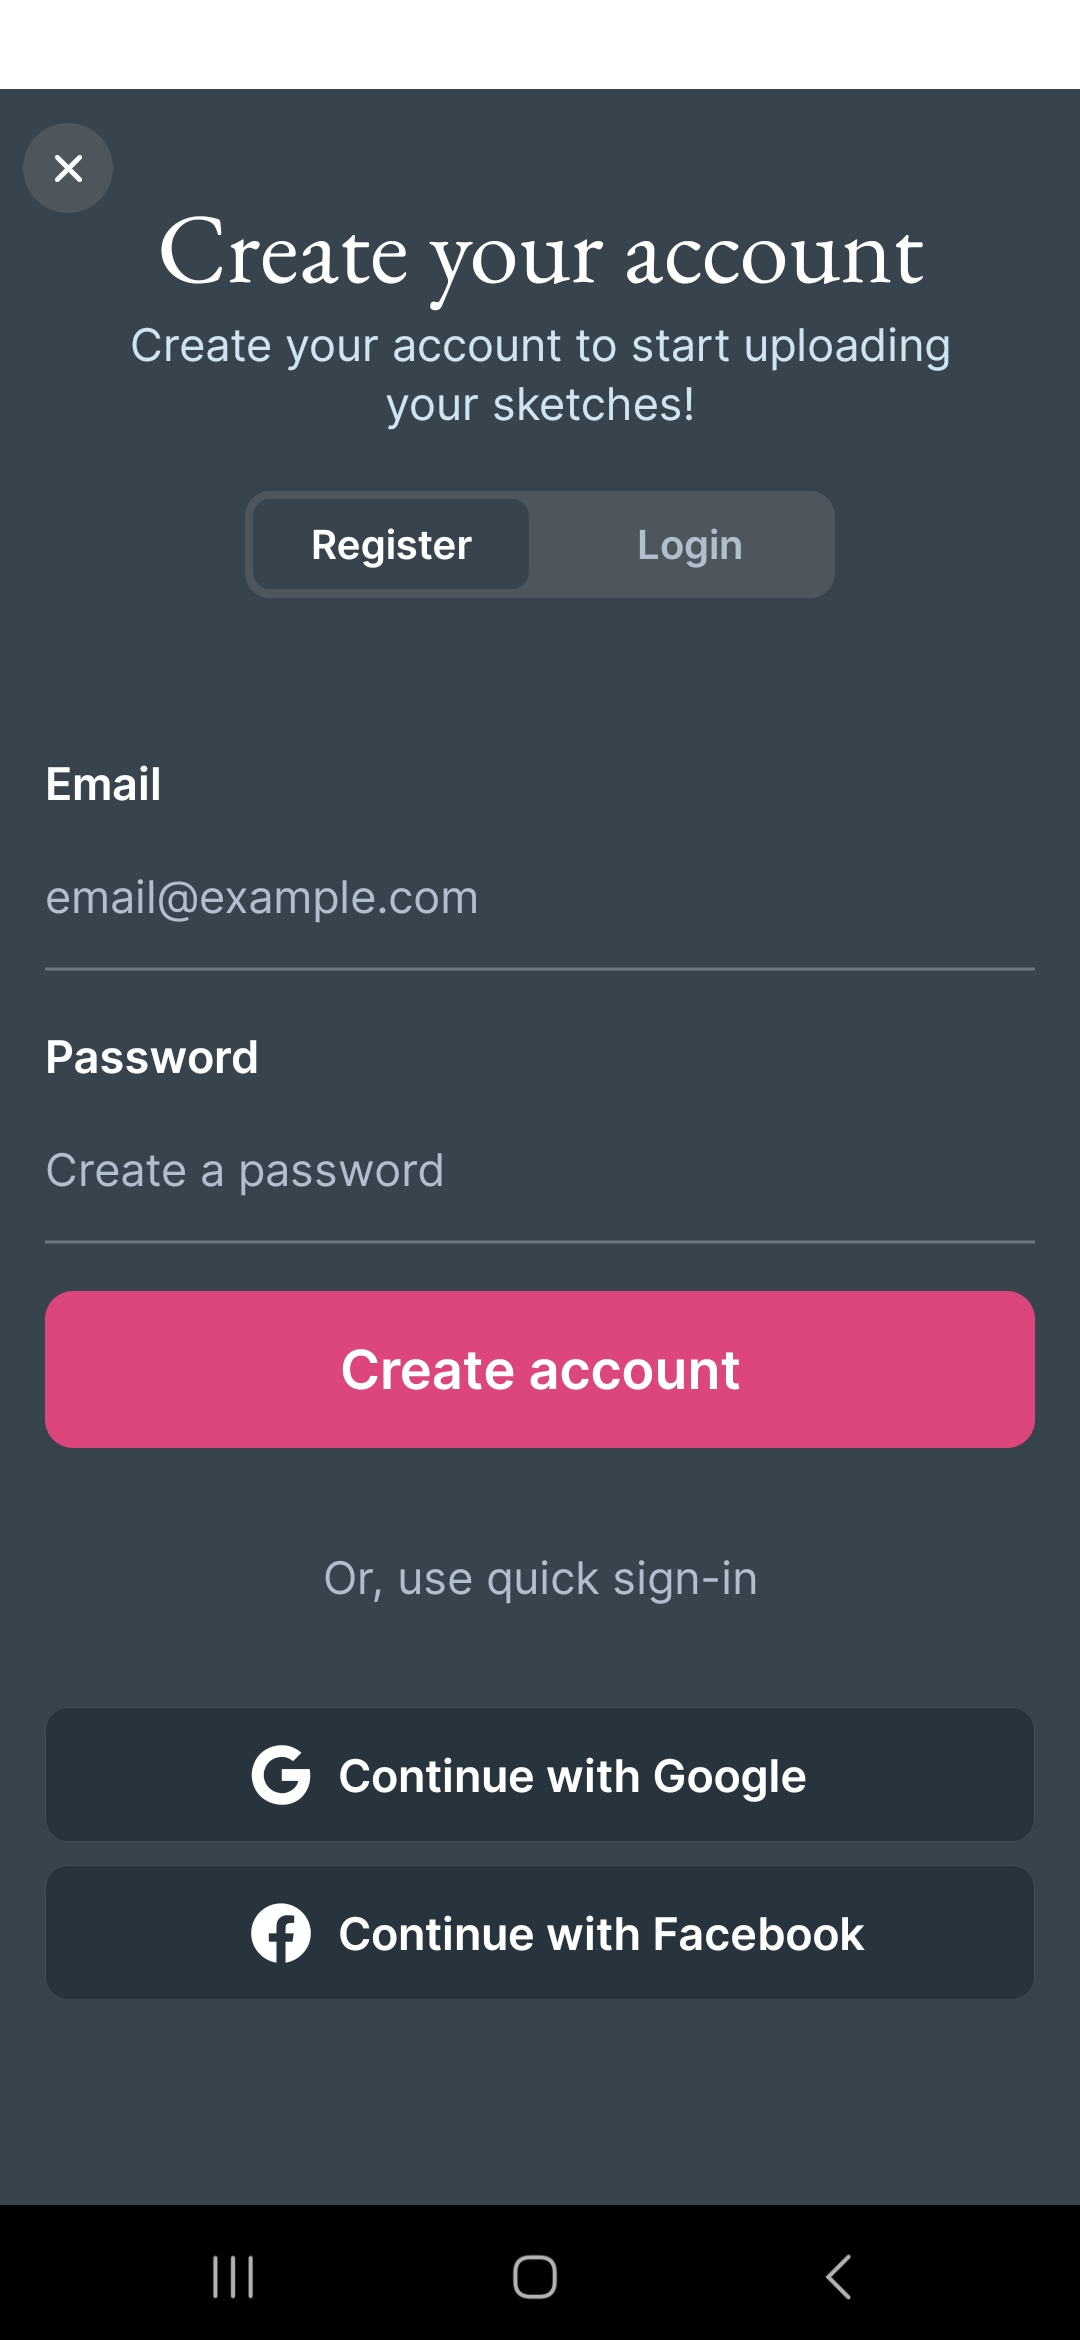 Create your account
Create your account to start uploading
your sketches!
Register Login
Email
email@example.com
Password
Create a password
Create account
Or, use quick sign-in
Continue with Google
Continue with Facebook